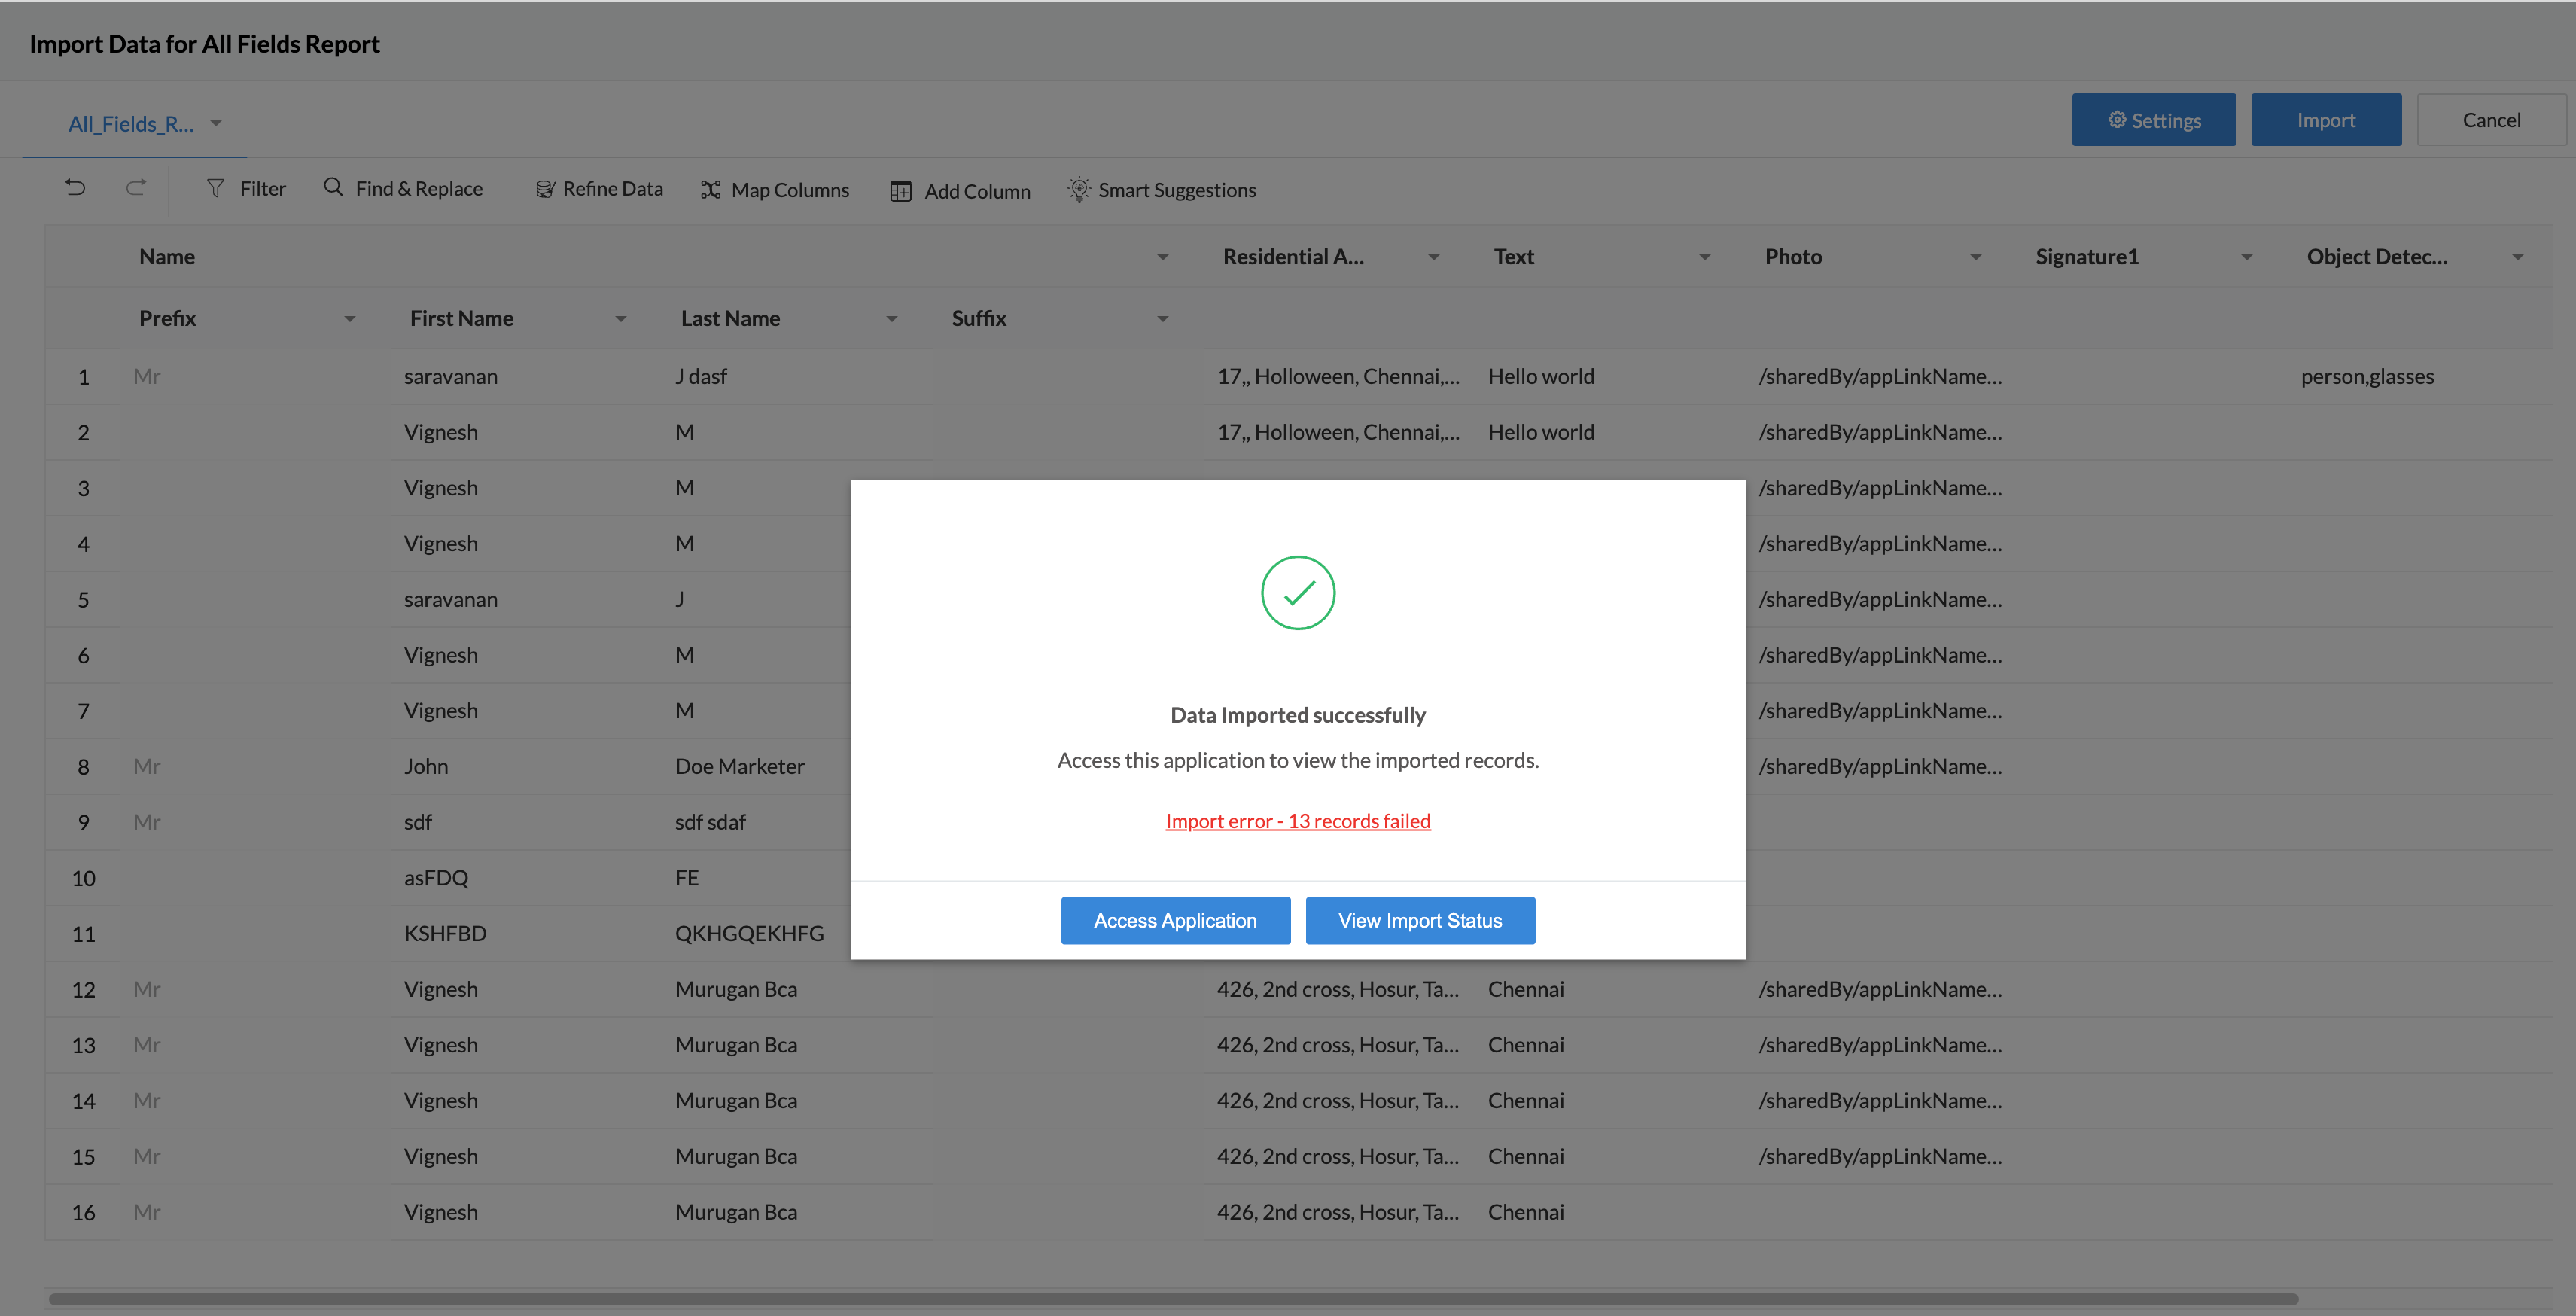 Import Data for All Fields Report
All_Fields_R...
Settings Import Cancel
Filter Find & Replace Refine Data Map Columns Add Column Smart Suggestions
Name Residential A... Text Photo Signature1 Object Detec...
Prefix First Name Last Name Suffix
1 Mr saravanan J dasf 17,, Holloween, Chennai,... Hello world /sharedBy/appLinkName... person,glasses
2 Vignesh M 17,, Holloween, Chennai,... Hello world /sharedBy/appLinkName...
3 Vignesh M /sharedBy/appLinkName...
4 Vignesh M /sharedBy/appLinkName...
5 saravanan J /sharedBy/appLinkName...
6 Vignesh M /sharedBy/appLinkName...
7 Vignesh M /sharedBy/appLinkName...
8 Mr John Doe Marketer /sharedBy/appLinkName...
9 Mr sdf sdf sdaf
10 asFDQ FE
11 KSHFBD QKHGQEKHFG
Data Imported successfully
Access this application to view the imported records.
Import error - 13 records failed
Access Application View Import Status
12 Mr Vignesh Murugan Bca 426, 2nd cross, Hosur, Ta... Chennai /sharedBy/appLinkName...
13 Mr Vignesh Murugan Bca 426, 2nd cross, Hosur, Ta... Chennai /sharedBy/appLinkName...
14 Mr Vignesh Murugan Bca 426, 2nd cross, Hosur, Ta... Chennai /sharedBy/appLinkName...
15 Mr Vignesh Murugan Bca 426, 2nd cross, Hosur, Ta... Chennai /sharedBy/appLinkName...
16 Mr Vignesh Murugan Bca 426, 2nd cross, Hosur, Ta... Chennai